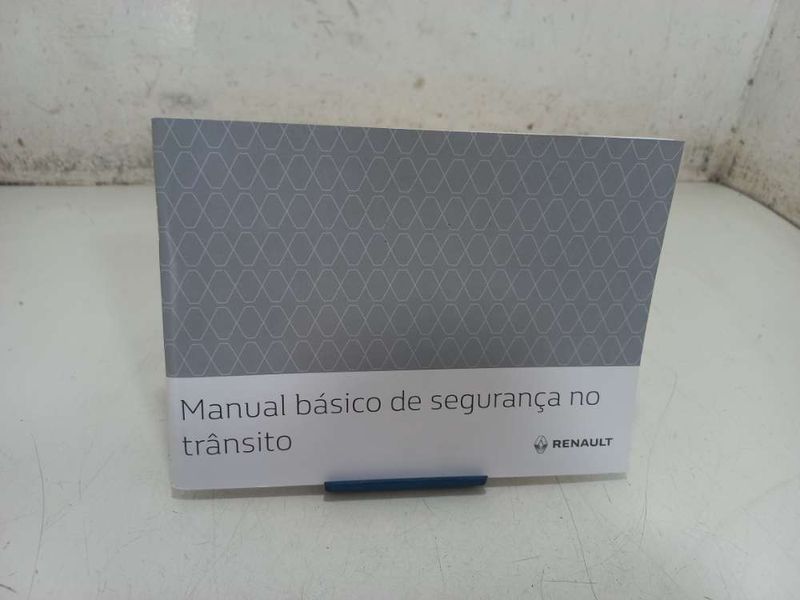 Manual básico de segurança no
trânsito
RENAULT